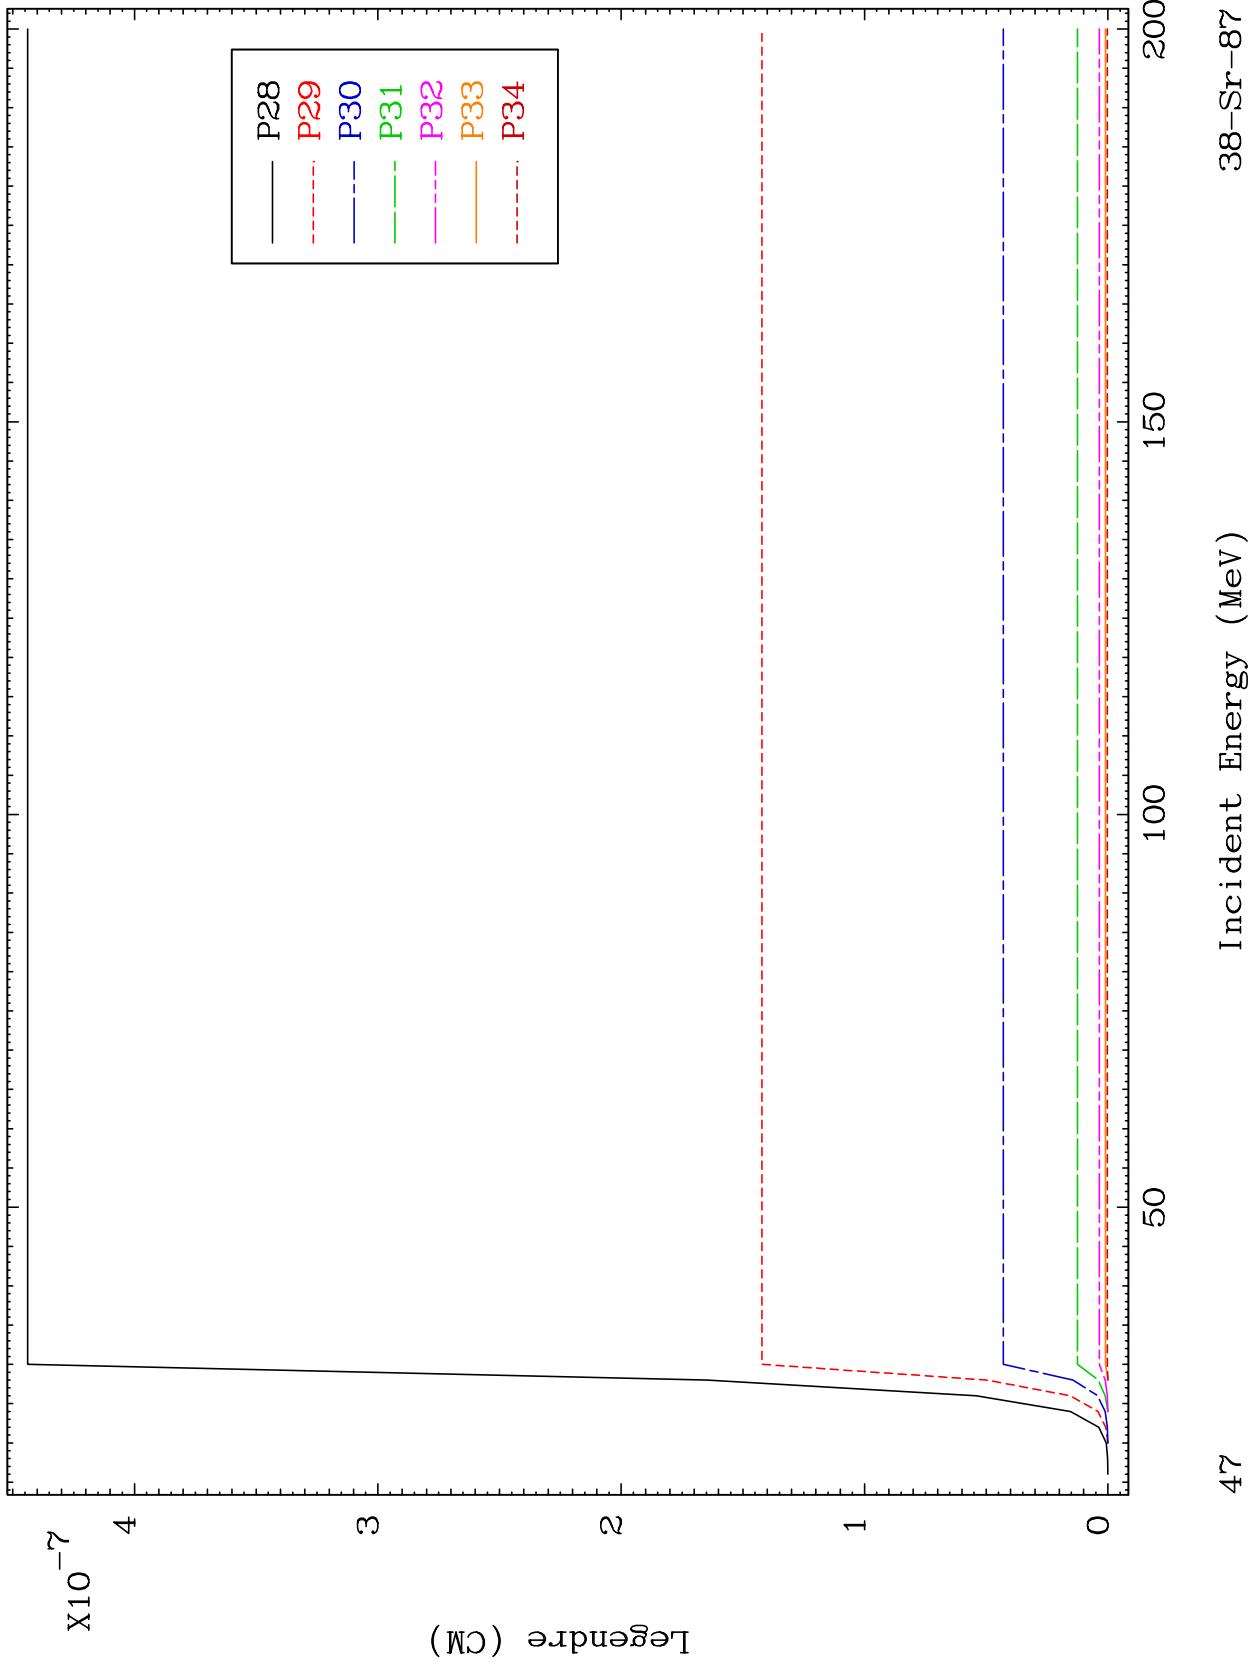 X10-7
Legendre (CM)
4
3
2
1
0
P28
P29
P30
P31
P32
P33
P34
50
100
150
200
Incident Energy (MeV)
47
38-Sr-87